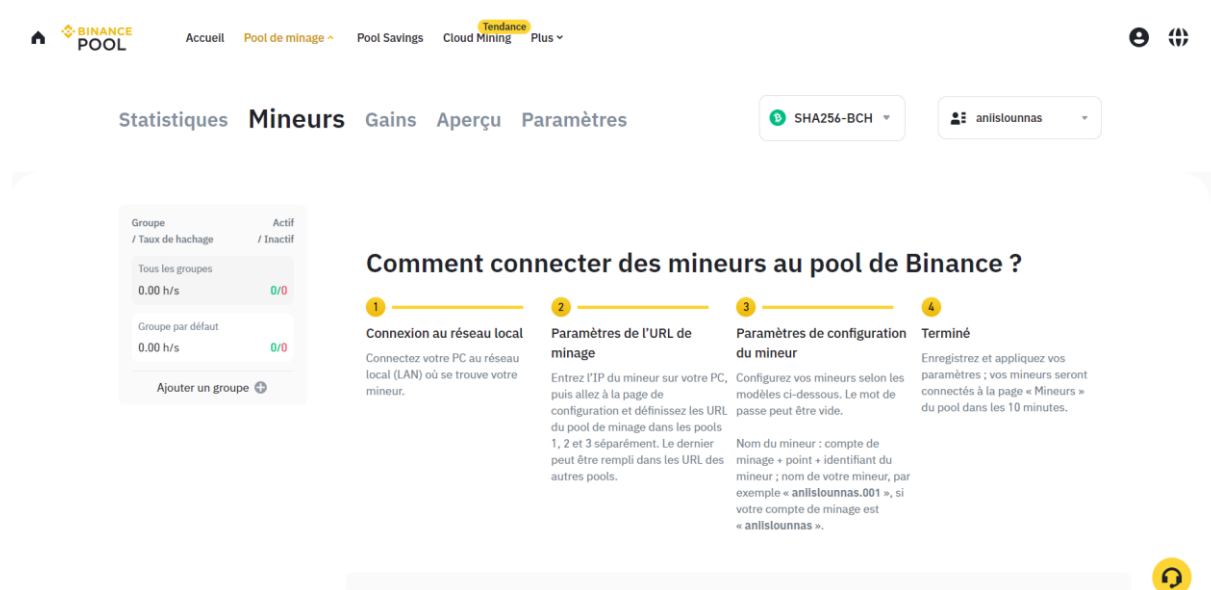 BINANCE
POOL
Accueil
Pool de minage
Pool Savings
Cloud Mining
Tendance
Plus
Statistiques
Mineurs
Gains
Aperçu
Paramètres
SHA256-BCH
aniislounnas
Groupe
/ Taux de hachage
Actif
/ Inactif
Tous les groupes
0.00 h/s
0/0
Groupe par défaut
0.00 h/s
0/0
Ajouter un groupe
Comment connecter des mineurs au pool de Binance ?
1
Connexion au réseau local
Connectez votre PC au réseau
local (LAN) où se trouve votre
mineur.
2
Paramètres de l'URL de
minage
Entrez l'IP du mineur sur votre PC,
puis allez à la page de
configuration et définissez les URL
du pool de minage dans les pools
1, 2 et 3 séparément. Le dernier
peut être rempli dans les URL des
autres pools.
3
Paramètres de configuration
du mineur
Configurez vos mineurs selon les
modèles ci-dessous. Le mot de
passe peut être vide.
Nom du mineur : compte de
minage + point + identifiant du
mineur ; nom de votre mineur, par
exemple « aniislounnas.001 », si
votre compte de minage est
« aniislounnas ».
4
Terminé
Enregistrez et appliquez vos
paramètres ; vos mineurs seront
connectés à la page « Mineurs »
du pool dans les 10 minutes.